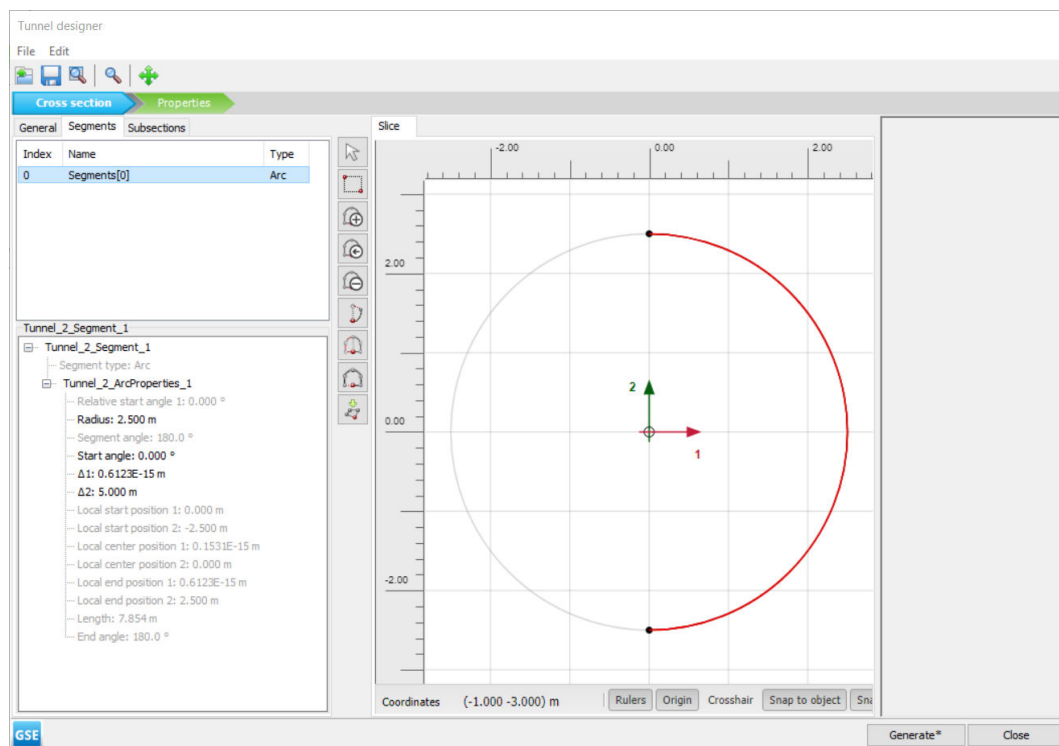 Tunnel designer
File Edit
Cross section Properties
General Segments Subsections
Index Name Type
0 Segments[0] Arc
Tunnel_2_Segment_1
Tunnel_2_Segment_1
Segment type: Arc
Tunnel_2_ArcProperties_1
Relative start angle 1: 0.000 °
Radius: 2.500 m
Segment angle: 180.0 °
Start angle: 0.000 °
Δ1: 0.6123E-15 m
Δ2: 5.000 m
Local start position 1: 0.000 m
Local start position 2: -2.500 m
Local center position 1: 0.1531E-15 m
Local center position 2: 0.000 m
Local end position 1: 0.6123E-15 m
Local end position 2: 2.500 m
Length: 7.854 m
End angle: 180.0 °
Slice
-2.00 0.00 2.00
2.00
0.00
-2.00
2
1
Coordinates (-1.000 -3.000) m Rulers Origin Crosshair Snap to object Sna
GSE Generate* Close